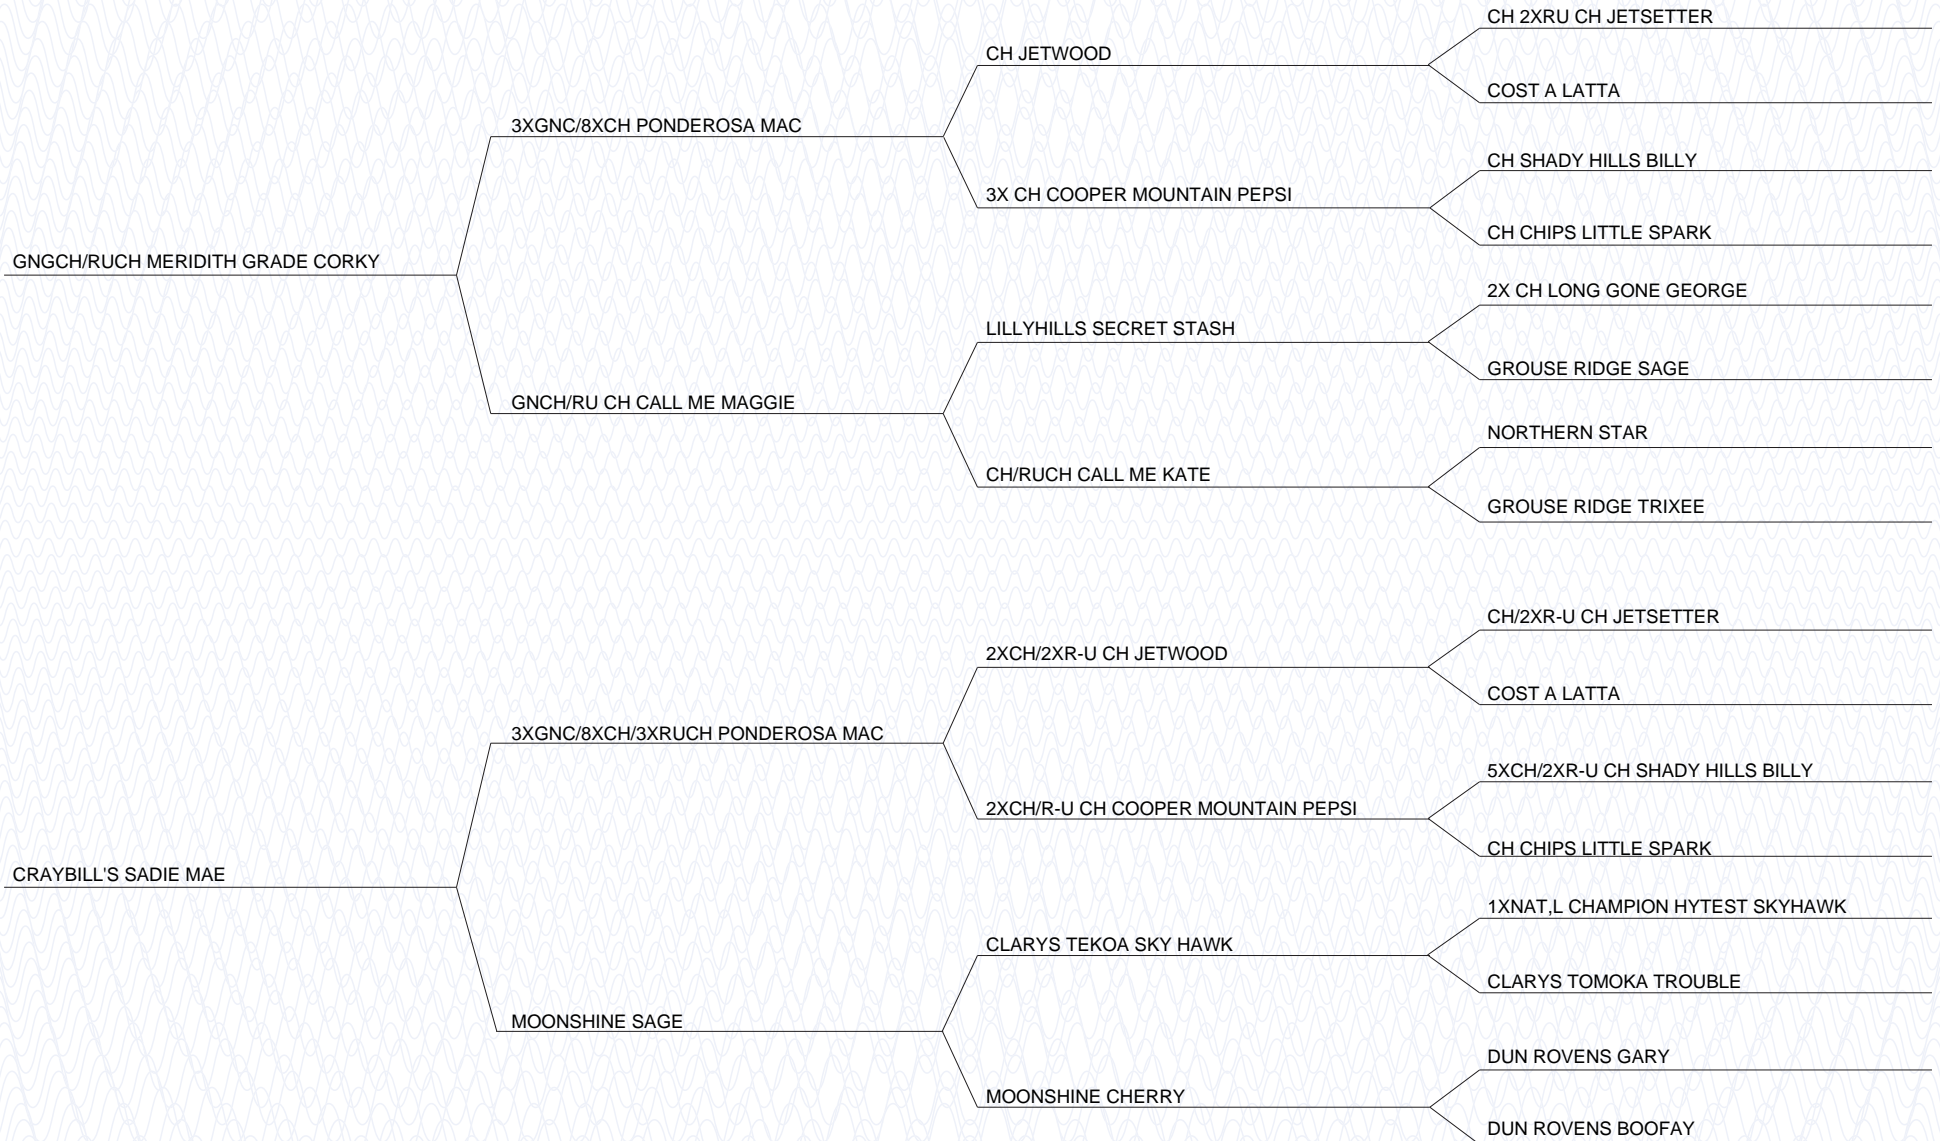 CH 2XRU CH JETSETTER
CH JETWOOD
COST A LATTA
3XGNC/8XCH PONDEROSA MAC
CH SHADY HILLS BILLY
3X CH COOPER MOUNTAIN PEPSI
CH CHIPS LITTLE SPARK
GNGCH/RUCH MERIDITH GRADE CORKY
2X CH LONG GONE GEORGE
LILLYHILLS SECRET STASH
GROUSE RIDGE SAGE
GNCH/RU CH CALL ME MAGGIE
NORTHERN STAR
CH/RUCH CALL ME KATE
GROUSE RIDGE TRIXEE
CH/2XR-U CH JETSETTER
2XCH/2XR-U CH JETWOOD
COST A LATTA
3XGNC/8XCH/3XRUCH PONDEROSA MAC
5XCH/2XR-U CH SHADY HILLS BILLY
2XCH/R-U CH COOPER MOUNTAIN PEPSI
CH CHIPS LITTLE SPARK
CRAYBILL'S SADIE MAE
1XNAT,L CHAMPION HYTEST SKYHAWK
CLARYS TEKOA SKY HAWK
CLARYS TOMOKA TROUBLE
MOONSHINE SAGE
DUN ROVENS GARY
MOONSHINE CHERRY
DUN ROVENS BOOFAY